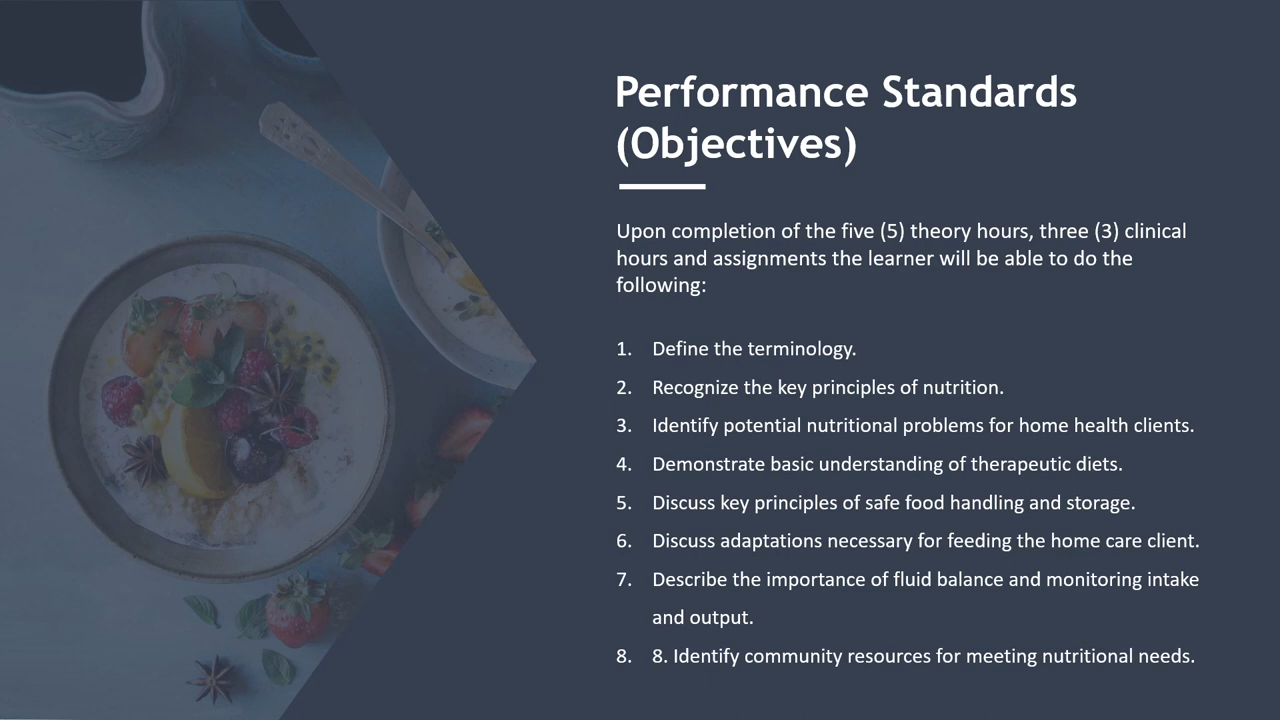 Performance Standards
(Objectives)
Upon completion of the five (5) theory hours, three (3) clinical
hours and assignments the learner will be able to do the
following:
1. Define the terminology.
2. Recognize the key principles of nutrition.
3. Identify potential nutritional problems for home health clients.
4. Demonstrate basic understanding of therapeutic diets.
5. Discuss key principles of safe food handling and storage.
6. Discuss adaptations necessary for feeding the home care client.
7. Describe the importance of fluid balance and monitoring intake
and output.
8. 8. Identify community resources for meeting nutritional needs.